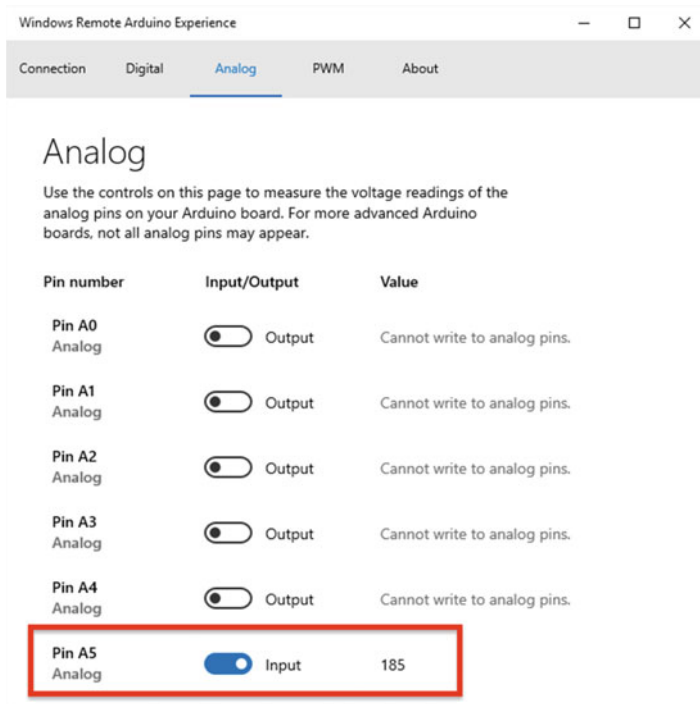 Windows Remote Arduino Experience
Connection Digital Analog PWM About
Analog
Use the controls on this page to measure the voltage readings of the
analog pins on your Arduino board. For more advanced Arduino
boards, not all analog pins may appear.
Pin number Input/Output Value
Pin A0
Analog
Output Cannot write to analog pins.
Pin A1
Analog
Output Cannot write to analog pins.
Pin A2
Analog
Output Cannot write to analog pins.
Pin A3
Analog
Output Cannot write to analog pins.
Pin A4
Analog
Output Cannot write to analog pins.
Pin A5
Analog
Input 185